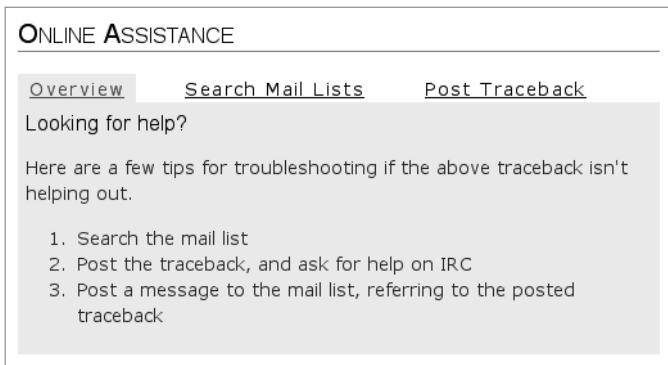 ONLINE ASSISTANCE
Overview Search Mail Lists Post Traceback
Looking for help?
Here are a few tips for troubleshooting if the above traceback isn't
helping out.
1. Search the mail list
2. Post the traceback, and ask for help on IRC
3. Post a message to the mail list, referring to the posted
traceback